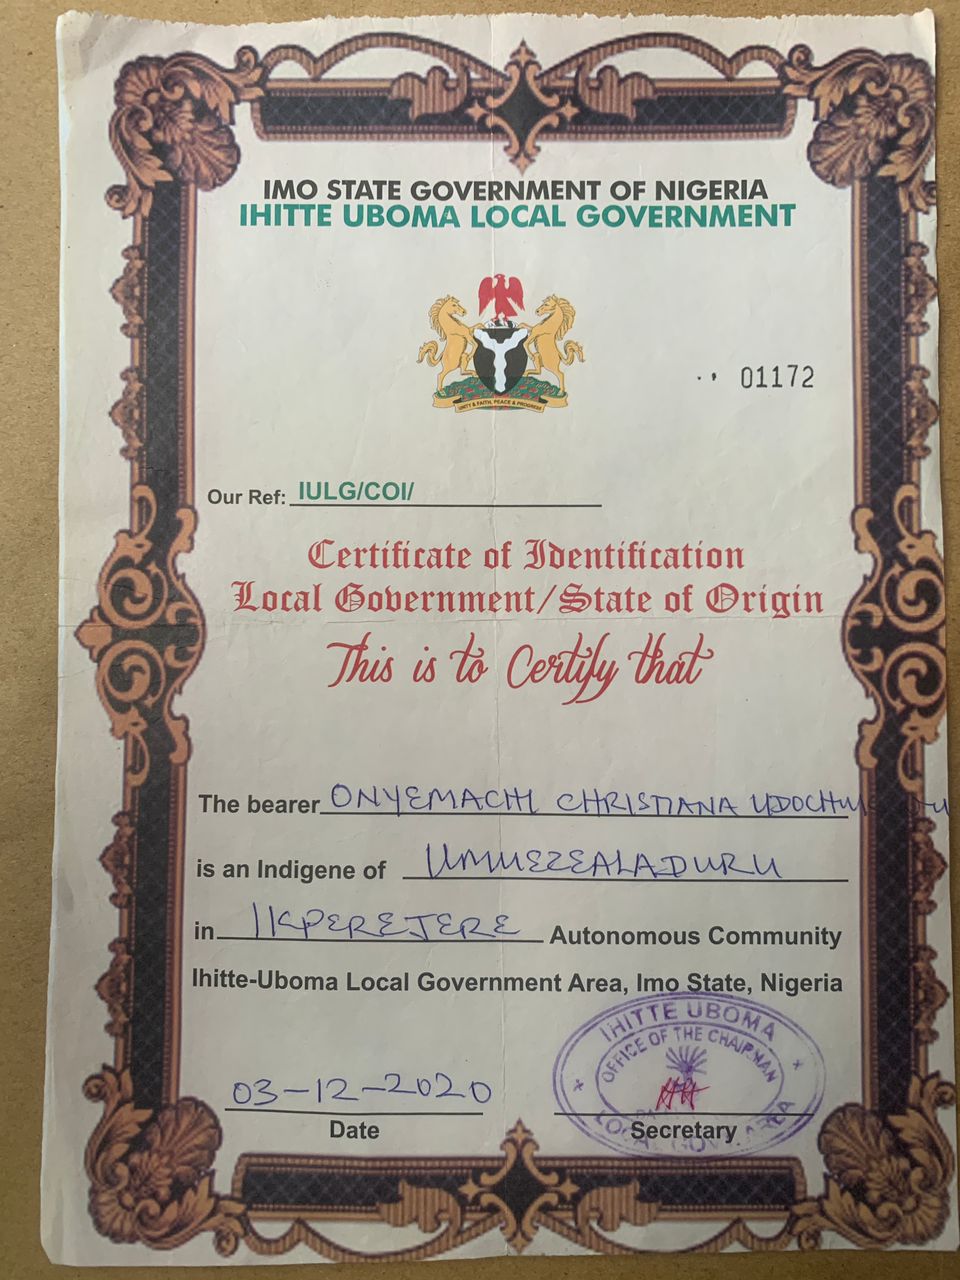 IMO STATE GOVERNMENT OF NIGERIA
IHITTE UBOMA LOCAL GOVERNMENT
UNITY & FAITH, PEACE & PROGRESS
01172
Our Ref: IULG/COI/
Certificate of Identification
Local Government/State of Origin
This is to Certify that
The bearer ONYEMACHI CHRISTIANA
is an Indigene of UMUEZEALADURU
in IKPEREJERE Autonomous Community
Ihitte-Uboma Local Government Area, Imo State, Nigeria
IHITTE UBOMA
OFFICE OF THE CHAIRMAN
03-12-2020
Date
Secretary
LOCAL GOV AREA